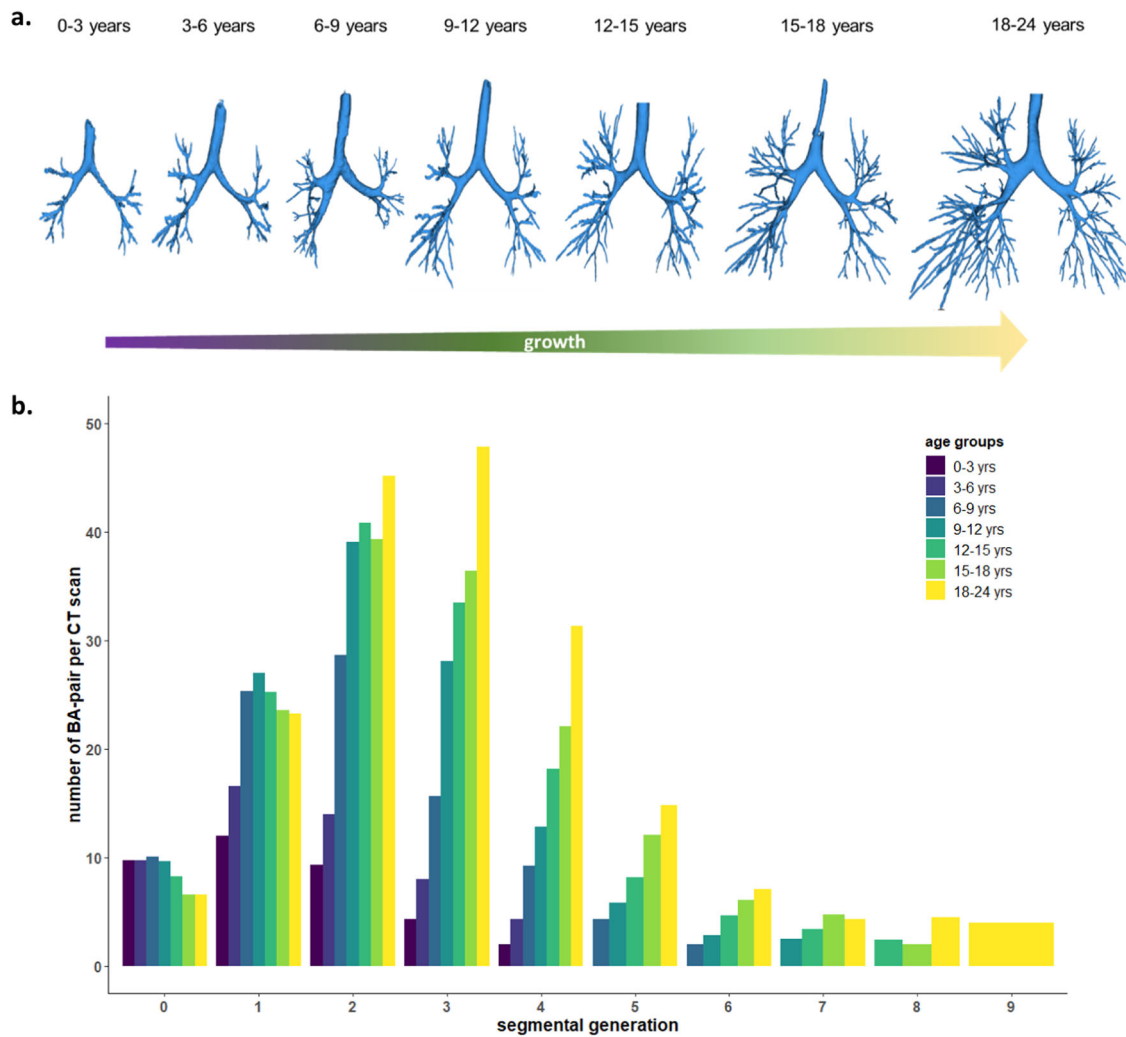 a.
0-3 years 3-6 years 6-9 years 9-12 years 12-15 years 15-18 years 18-24 years
growth
b.
number of BA-pair per CT scan
50
40
30
20
10
0
age groups
0-3 yrs
3-6 yrs
6-9 yrs
9-12 yrs
12-15 yrs
15-18 yrs
18-24 yrs
0 1 2 3 4 5 6 7 8 9
segmental generation